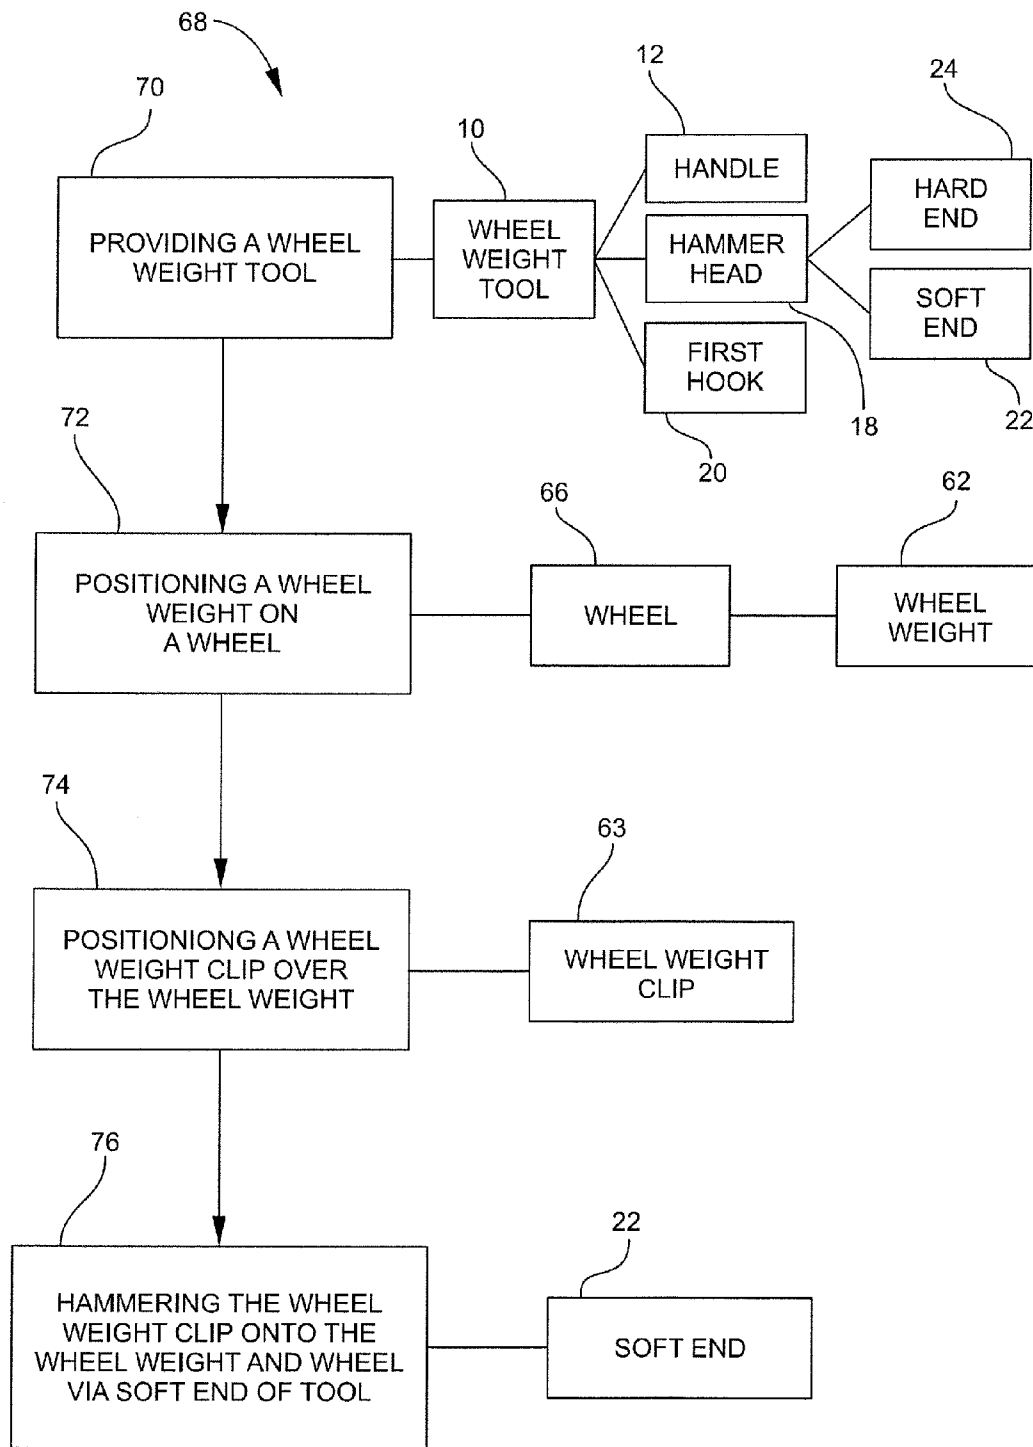 68
70
10
12
24
PROVIDING A WHEEL
WEIGHT TOOL
WHEEL
WEIGHT
TOOL
HANDLE
HAMMER
HEAD
FIRST
HOOK
HARD
END
SOFT
END
18
22
20
72
66
62
POSITIONING A WHEEL
WEIGHT ON
A WHEEL
WHEEL
WHEEL
WEIGHT
74
63
POSITIONIONG A WHEEL
WEIGHT CLIP OVER
THE WHEEL WEIGHT
WHEEL WEIGHT
CLIP
76
22
HAMMERING THE WHEEL
WEIGHT CLIP ONTO THE
WHEEL WEIGHT AND WHEEL
VIA SOFT END OF TOOL
SOFT END